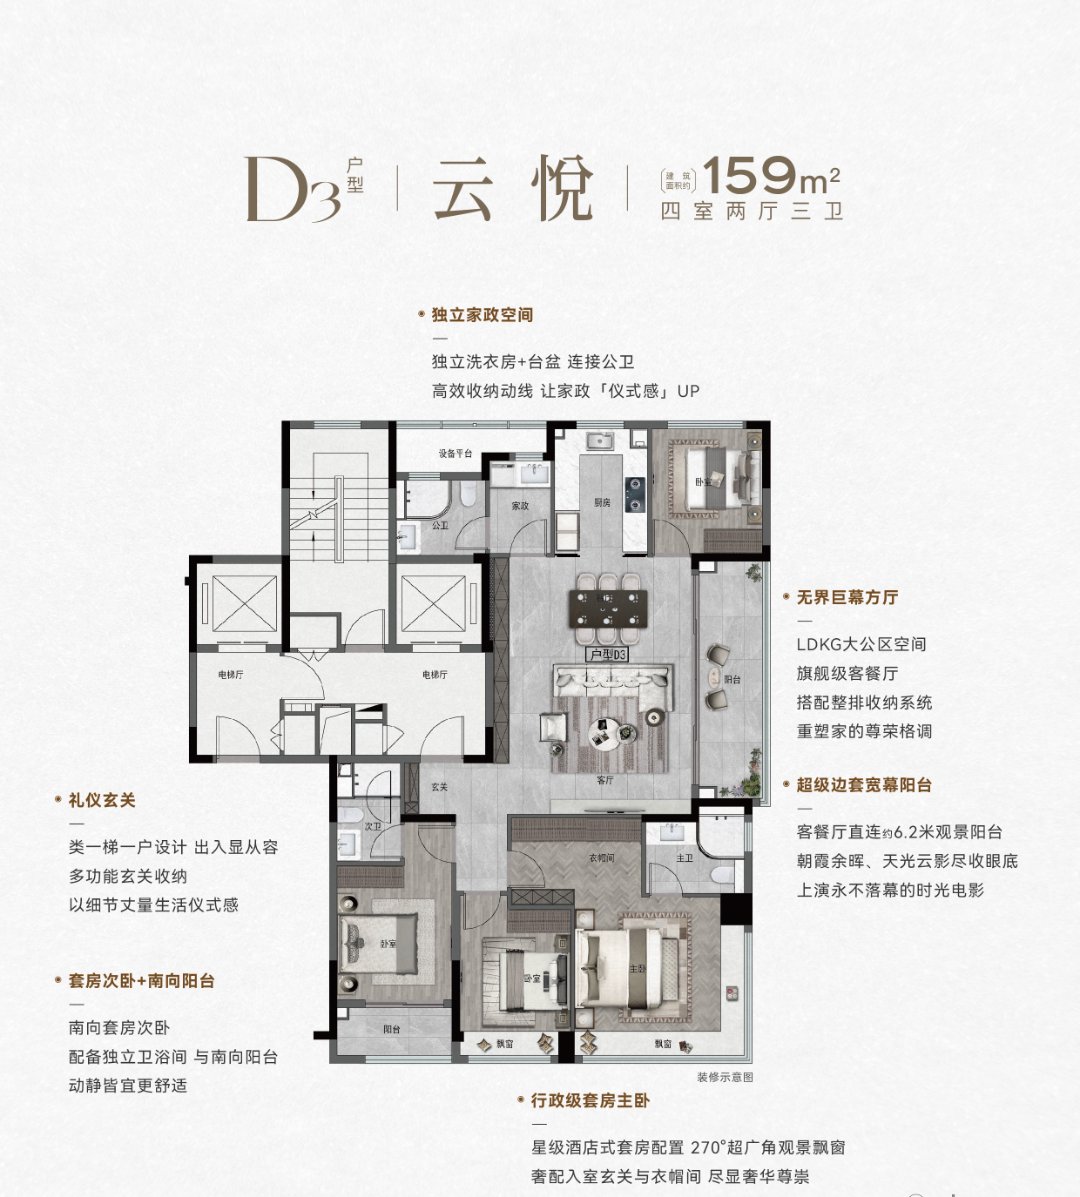 D3 户型 云悦 建筑面积约 159m²
四室两厅三卫
独立家政空间
独立洗衣房+台盆 连接公卫
高效收纳动线 让家政「仪式感」UP
设备平台
家政
厨房
卧室
公卫
电梯厅
电梯厅
户型D3
阳台
客厅
玄关
次卫
衣帽间
主卫
卧室
卧室
主卧
阳台
飘窗
飘窗
装修示意图
无界巨幕方厅
LDKG大公区空间
旗舰级客餐厅
搭配整排收纳系统
重塑家的尊荣格调
超级边套宽幕阳台
客餐厅直连约6.2米观景阳台
朝霞余晖、天光云影尽收眼底
上演永不落幕的时光电影
礼仪玄关
类一梯一户设计 出入显从容
多功能玄关收纳
以细节丈量生活仪式感
套房次卧+南向阳台
南向套房次卧
配备独立卫浴间 与南向阳台
动静皆宜更舒适
行政级套房主卧
星级酒店式套房配置 270°超广角观景飘窗
奢配入室玄关与衣帽间 尽显奢华尊崇